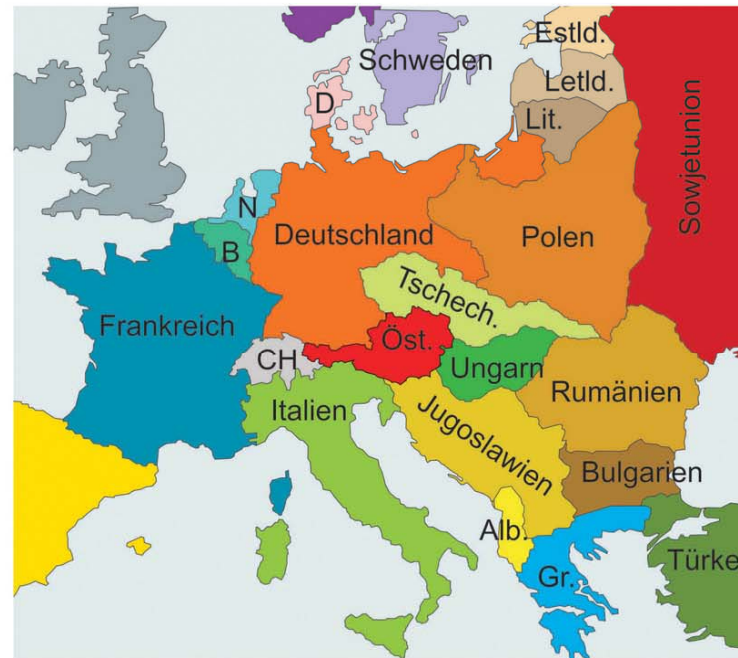 Estld.
Schweden
Letld.
D
Lit.
Sowjetunion
N
Deutschland
Polen
B
Tschech.
Frankreich
Öst.
CH
Ungarn
Rumänien
Italien
Jugoslawien
Bulgarien
Alb.
Gr.
Türke